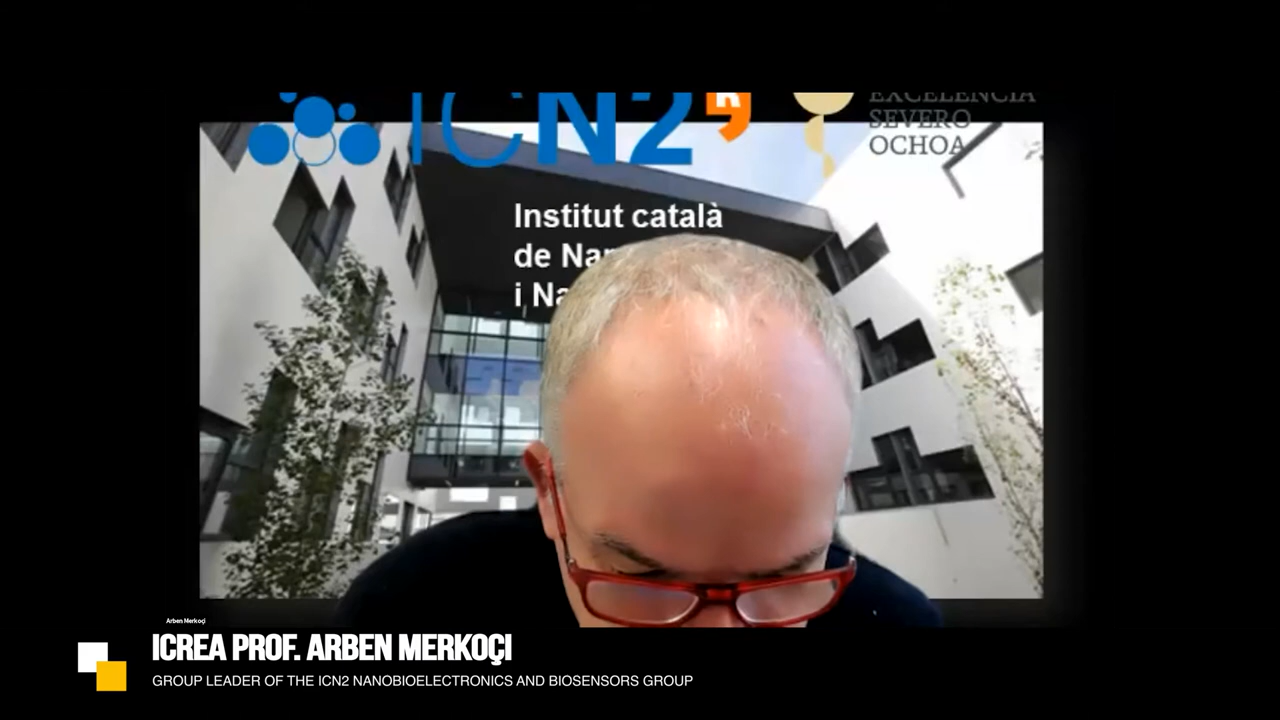 ICN2
EXCELENCIA
SEVERO
OCHOA
Institut català
de Na
i Na
Arben Merkoçi
ICREA PROF. ARBEN MERKOÇI
GROUP LEADER OF THE ICN2 NANOBIOELECTRONICS AND BIOSENSORS GROUP